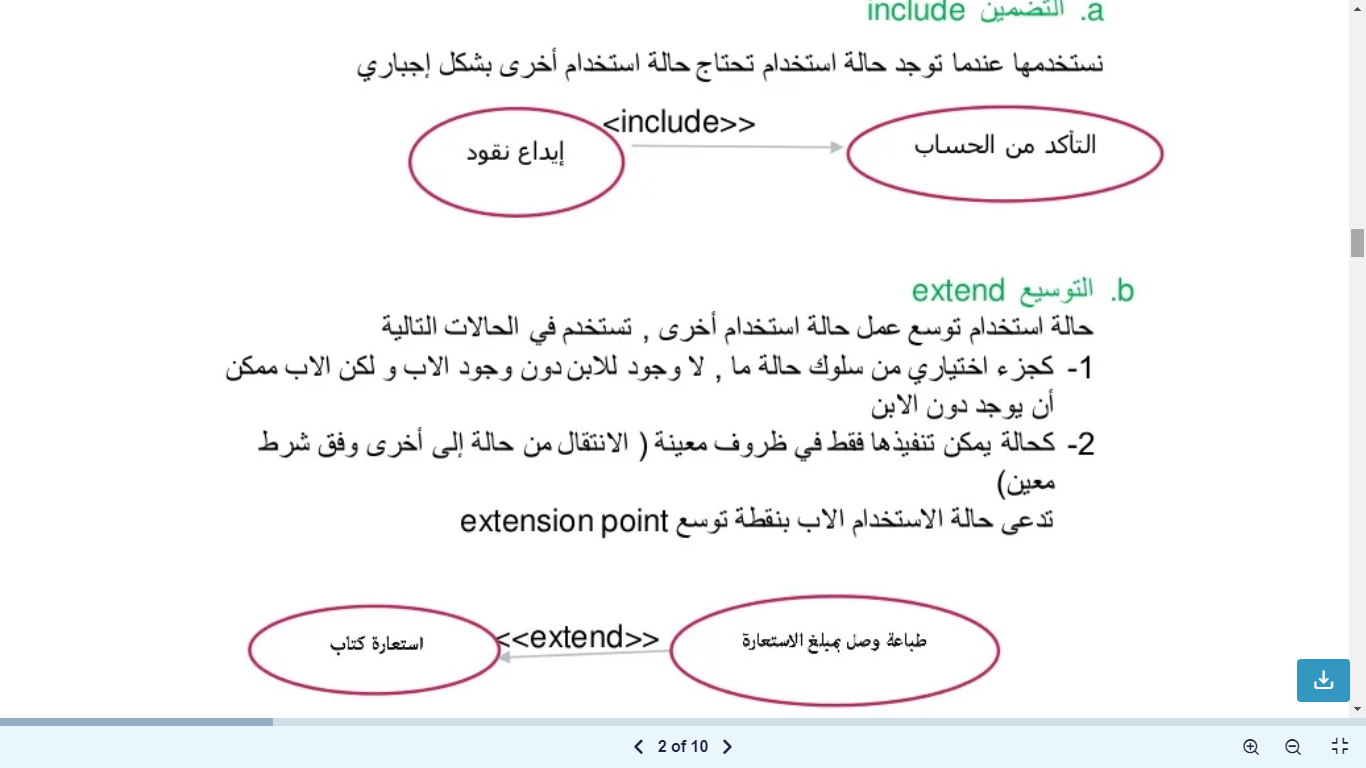 a. التضمين include
نستخدمها عندما توجد حالة استخدام تحتاج حالة استخدام أخرى بشكل إجباري
<include>>
إيداع نقود
التأكد من الحساب
b. التوسيع extend
حالة استخدام توسع عمل حالة استخدام أخرى , تستخدم في الحالات التالية
1- كجزء اختياري من سلوك حالة ما , لا وجود للابن دون وجود الاب و لكن الاب ممكن
أن يوجد دون الابن
2- كحالة يمكن تنفيذها فقط في ظروف معينة ( الانتقال من حالة إلى أخرى وفق شرط
معين)
تدعى حالة الاستخدام الاب بنقطة توسع extension point
استعارة كتاب
<<extend>>
طباعة وصل بمبلغ الاستعارة
2 of 10